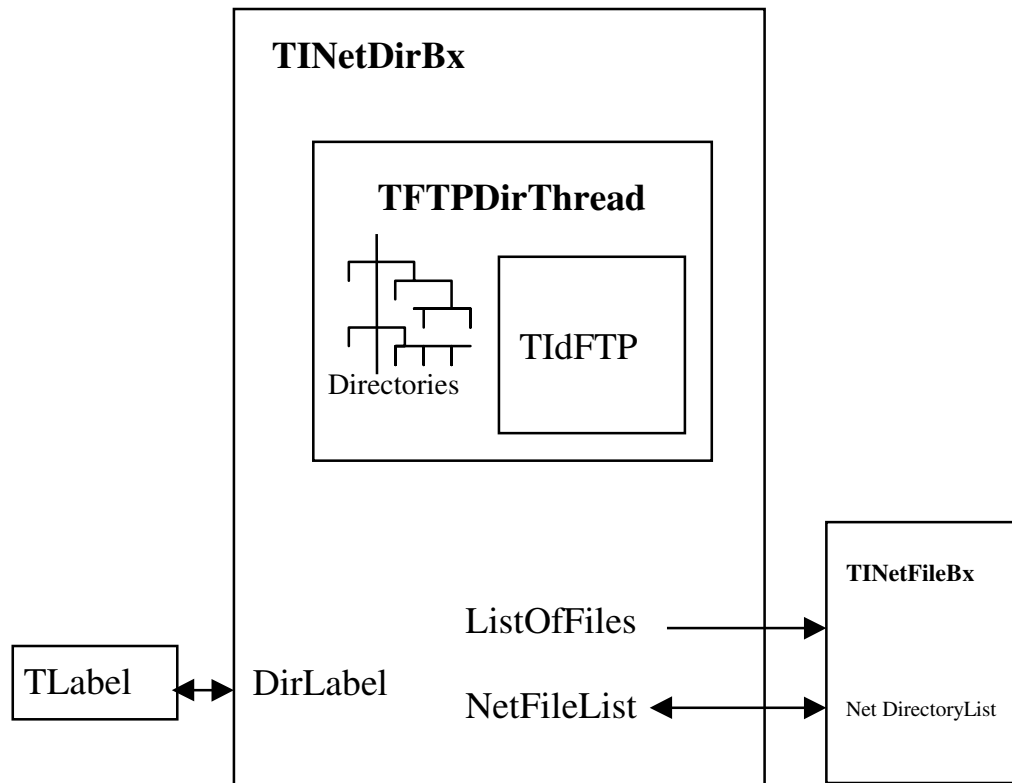 TINetDirBx
TFTPDirThread
TIdFTP
Directories
TINetFileBx
ListOfFiles
TLabel
DirLabel
NetFileList
Net DirectoryList